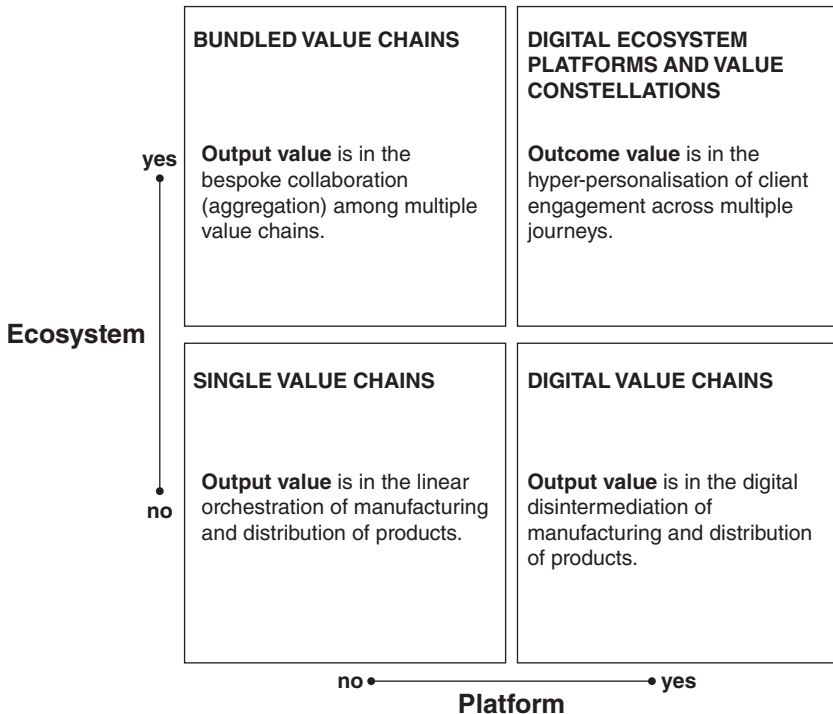 BUNDLED VALUE CHAINS
Output value is in the
bespoke collaboration
(aggregation) among multiple
value chains.
DIGITAL ECOSYSTEM
PLATFORMS AND VALUE
CONSTELLATIONS
Outcome value is in the
hyper-personalisation of client
engagement across multiple
journeys.
yes
Ecosystem
no
SINGLE VALUE CHAINS
Output value is in the linear
orchestration of manufacturing
and distribution of products.
DIGITAL VALUE CHAINS
Output value is in the digital
disintermediation of
manufacturing and distribution
of products.
no
yes
Platform